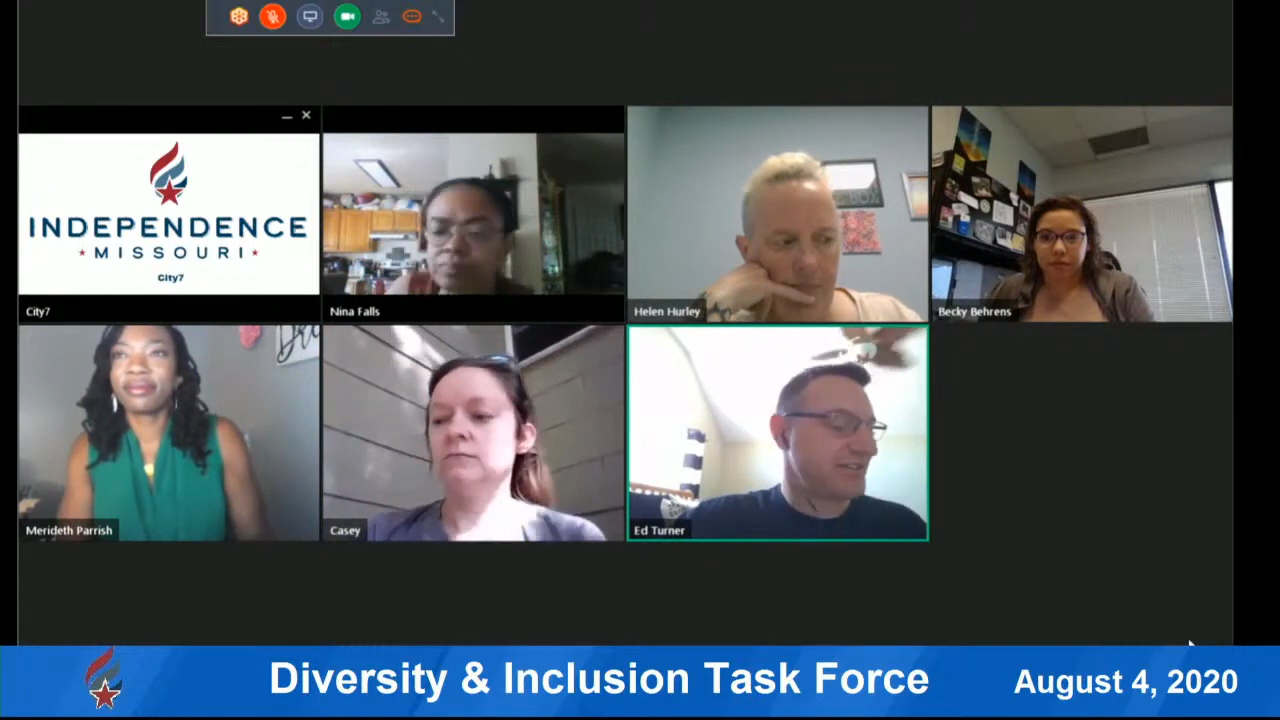 INDEPENDENCE
MISSOURI
City7
City7
Nina Falls
Helen Hurley
Becky Behrens
Merideth Parrish
Casey
Ed Turner
Diversity & Inclusion Task Force
August 4, 2020